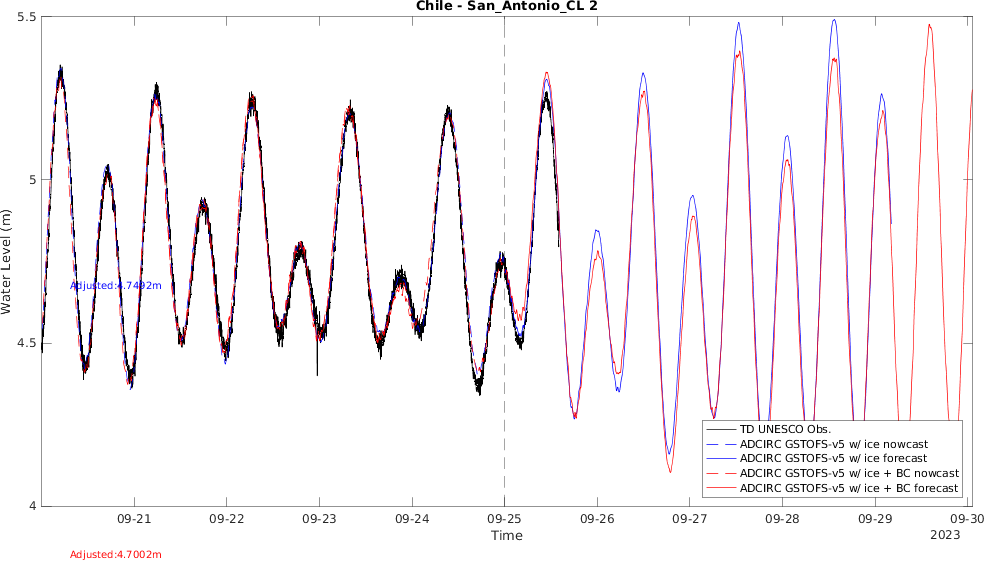 Chile - San_Antonio_CL 2
5.5
5
4.5
4
Water Level (m)
Adjusted:4.7492m
TD UNESCO Obs.
ADCIRC GSTOFS-v5 w/ ice nowcast
ADCIRC GSTOFS-v5 w/ ice forecast
ADCIRC GSTOFS-v5 w/ ice + BC nowcast
ADCIRC GSTOFS-v5 w/ ice + BC forecast
09-21 09-22 09-23 09-24 09-25 09-26 09-27 09-28 09-29 09-30
Time
2023
Adjusted:4.7002m